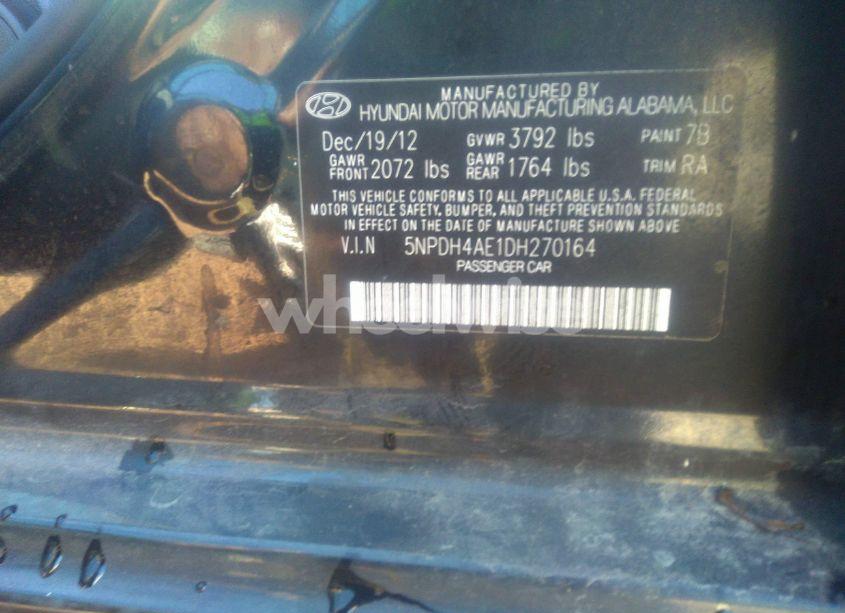 MANUFACTURED BY
HYUNDAI MOTOR MANUFACTURING ALABAMA, LLC
Dec/19/12 GVWR 3792 lbs PAINT 7B
GAWR FRONT 2072 lbs GAWR REAR 1764 lbs TRIM RA
THIS VEHICLE CONFORMS TO ALL APPLICABLE U.S.A. FEDERAL
MOTOR VEHICLE SAFETY, BUMPER, AND THEFT PREVENTION STANDARDS
IN EFFECT ON THE DATE OF MANUFACTURE SHOWN ABOVE
V.I.N 5NPDH4AE1DH270164
PASSENGER CAR
wheelwise